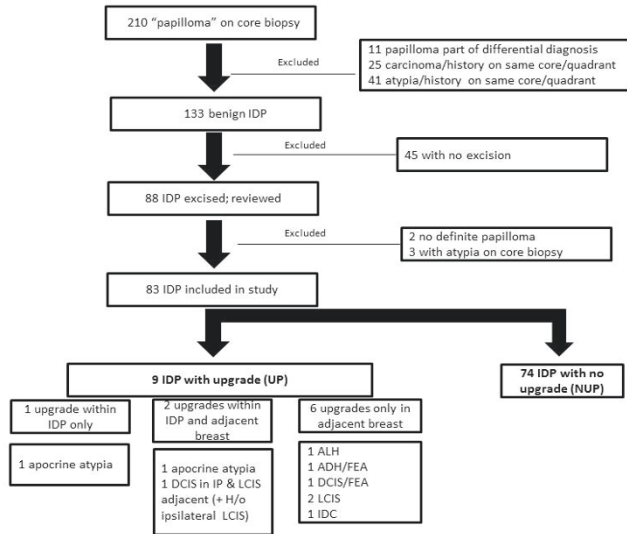 210 “papilloma” on core biopsy
Excluded
11 papilloma part of differential diagnosis
25 carcinoma/history on same core/quadrant
41 atypia/history on same core/quadrant
133 benign IDP
Excluded
45 with no excision
88 IDP excised; reviewed
Excluded
2 no definite papilloma
3 with atypia on core biopsy
83 IDP included in study
9 IDP with upgrade (UP)
74 IDP with no
upgrade (NUP)
1 upgrade within
IDP only
2 upgrades within
IDP and adjacent
breast
6 upgrades only in
adjacent breast
1 apocrine atypia
1 apocrine atypia
1 DCIS in IP & LCIS
adjacent (+ H/o
ipsilateral LCIS)
1 ALH
1 ADH/FEA
1 DCIS/FEA
2 LCIS
1 IDC